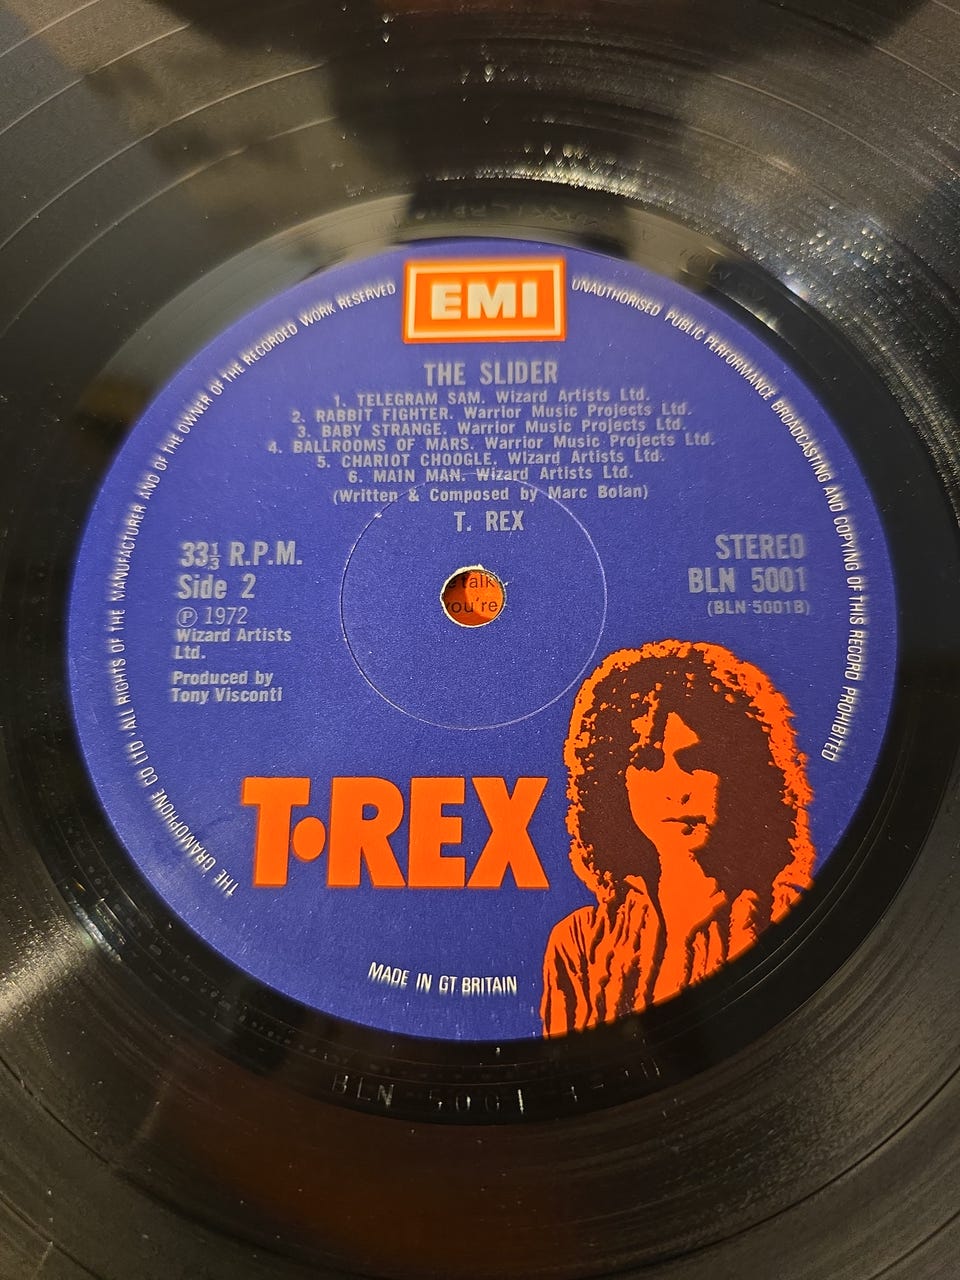 EMI
THE GRAMOPHONE CO LTD · ALL RIGHTS OF THE MANUFACTURER AND OF THE OWNER OF THE RECORDED WORK RESERVED
UNAUTHORISED PUBLIC PERFORMANCE BROADCASTING AND COPYING OF THIS RECORD PROHIBITED
THE SLIDER
1. TELEGRAM SAM. Wizard Artists Ltd.
2. RABBIT FIGHTER. Warrior Music Projects Ltd.
3. BABY STRANGE. Warrior Music Projects Ltd.
4. BALLROOMS OF MARS. Warrior Music Projects Ltd.
5. CHARIOT CHOOGLE. Wizard Artists Ltd.
6. MAIN MAN. Wizard Artists Ltd.
(Written & Composed by Marc Bolan)
T. REX
33⅓ R.P.M.
Side 2
℗ 1972
Wizard Artists
Ltd.
Produced by
Tony Visconti
STEREO
BLN 5001
(BLN·5001B)
talk
you're
T·REX
MADE IN GT BRITAIN
BLN 5001